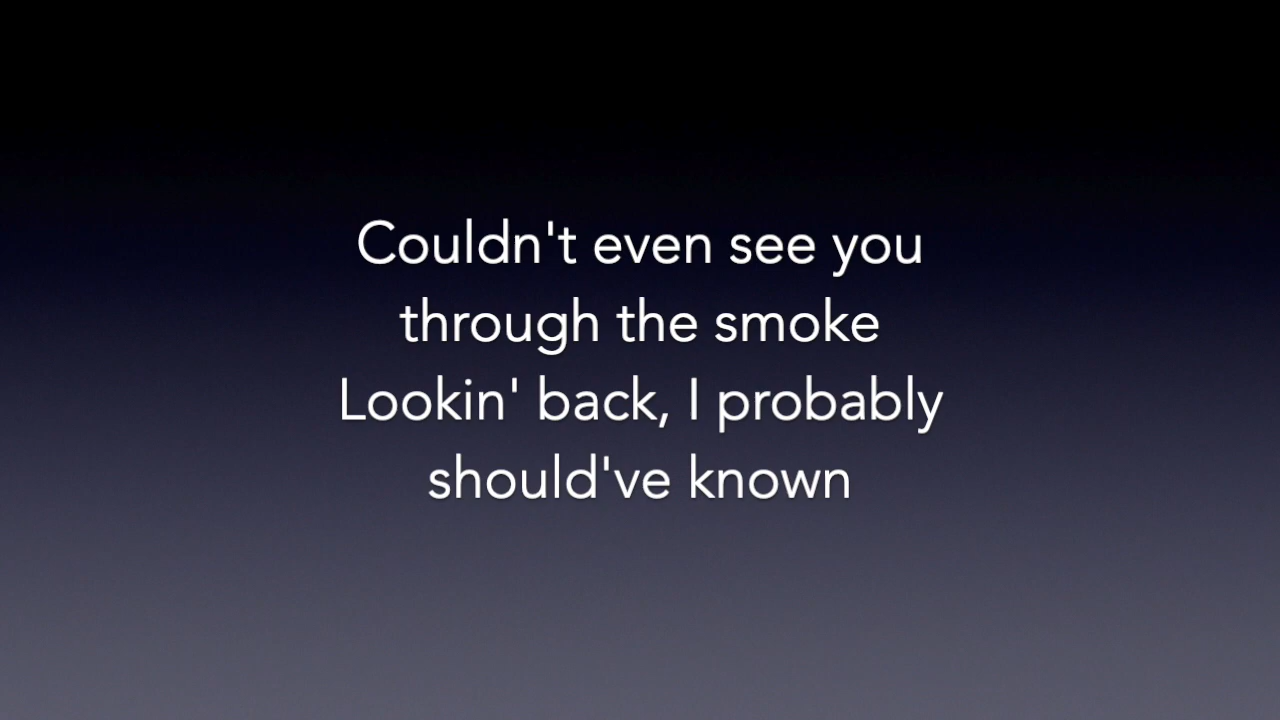 Couldn't even see you
through the smoke
Lookin' back, I probably
should've known